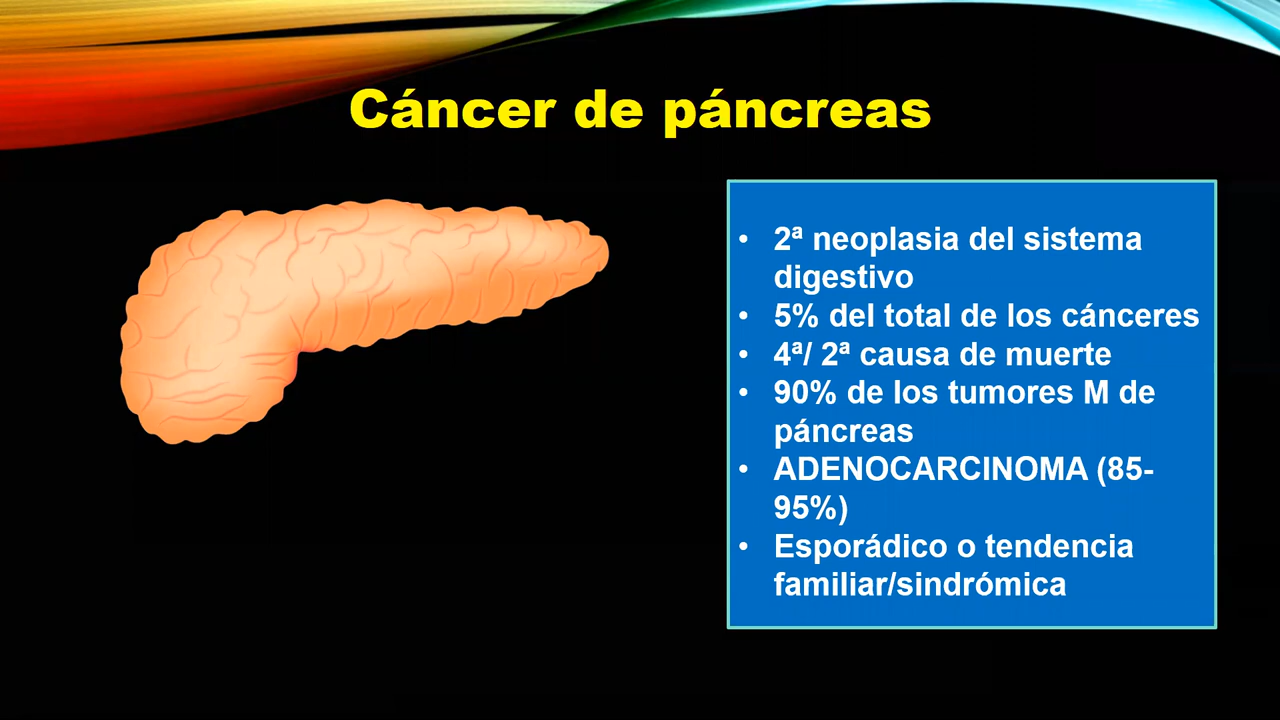 Cáncer de páncreas
• 2ª neoplasia del sistema
digestivo
• 5% del total de los cánceres
• 4ª/ 2ª causa de muerte
• 90% de los tumores M de
páncreas
• ADENOCARCINOMA (85-
95%)
• Esporádico o tendencia
familiar/sindrómica